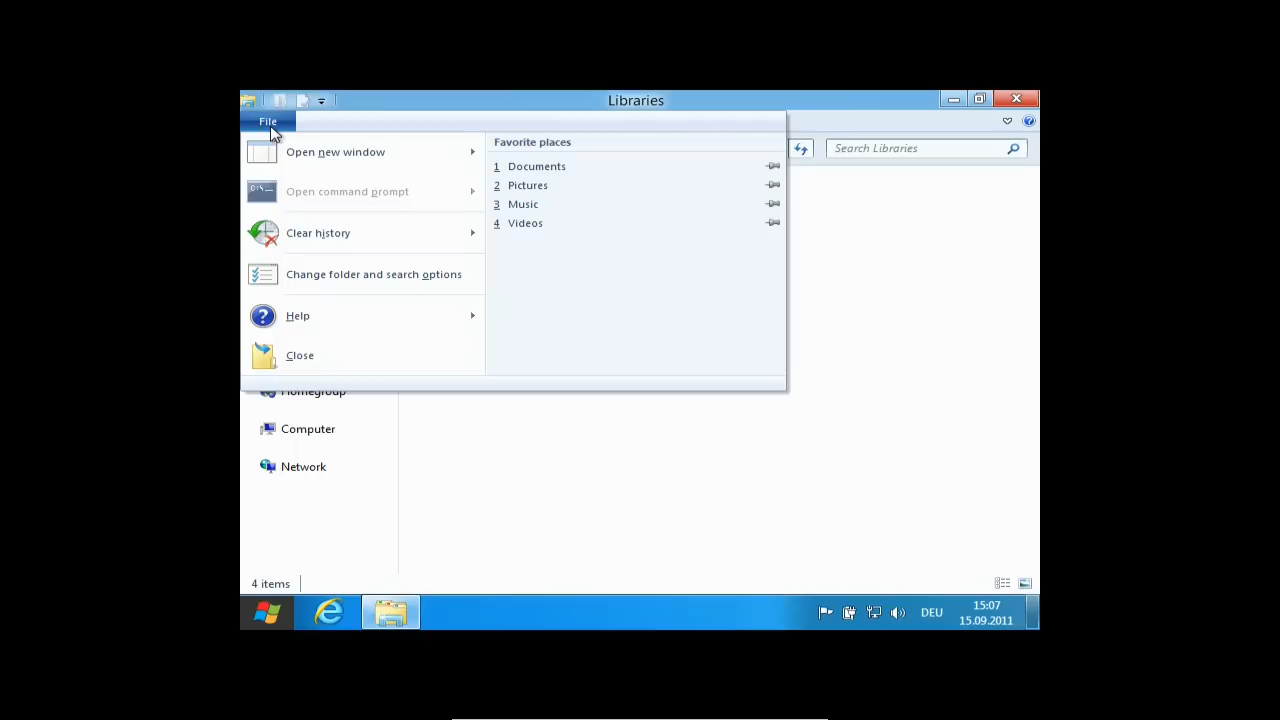 Libraries
File
Search Libraries
Open new window
Open command prompt
Clear history
Change folder and search options
Help
Close
Favorite places
1 Documents
2 Pictures
3 Music
4 Videos
Homegroup
Computer
Network
4 items
DEU
15:07
15.09.2011